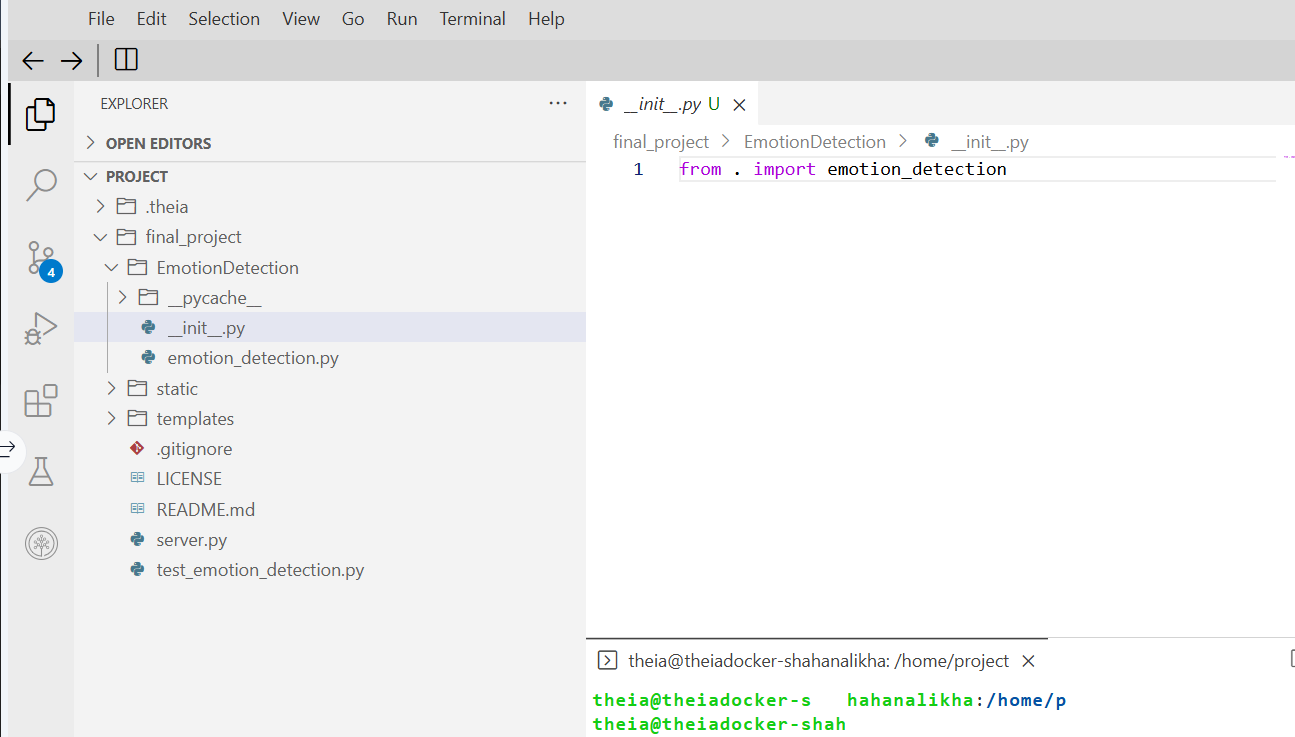 File Edit Selection View Go Run Terminal Help
EXPLORER ...
OPEN EDITORS
PROJECT
.theia
final_project
EmotionDetection
__pycache__
__init__.py
emotion_detection.py
static
templates
.gitignore
LICENSE
README.md
server.py
test_emotion_detection.py
4
__init__.py U
final_project > EmotionDetection > __init__.py
1 from . import emotion_detection
theia@theiadocker-shahanalikha: /home/project
theia@theiadocker-s hahanalikha:/home/p
theia@theiadocker-shah